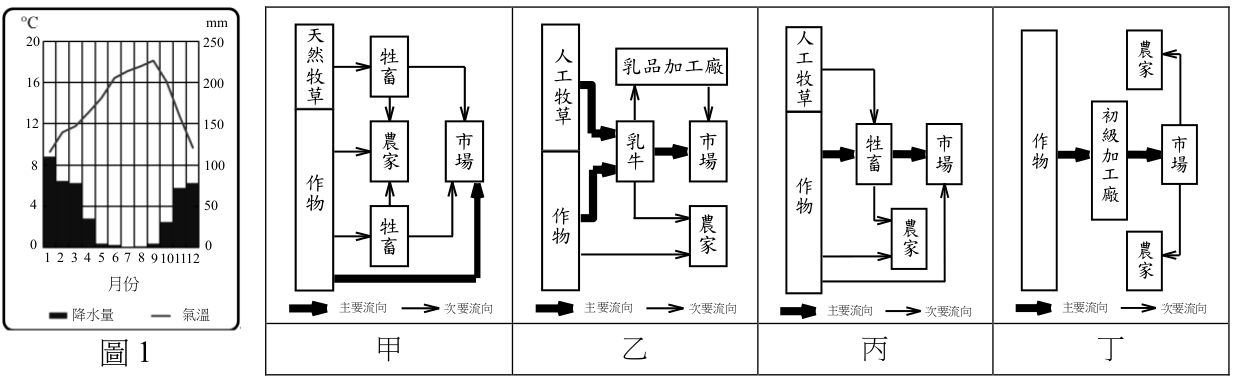 ℃
mm
20
16
12
8
4
0
250
200
150
100
50
0
1 2 3 4 5 6 7 8 9 101112
月份
降水量
氣溫
圖1
天然牧草
作物
牲畜
農家
牲畜
市場
主要流向
次要流向
甲
人工牧草
作物
乳品加工廠
乳牛
市場
農家
主要流向
次要流向
乙
人工牧草
作物
牲畜
市場
農家
主要流向
次要流向
丙
作物
初級加工廠
農家
市場
農家
主要流向
次要流向
丁